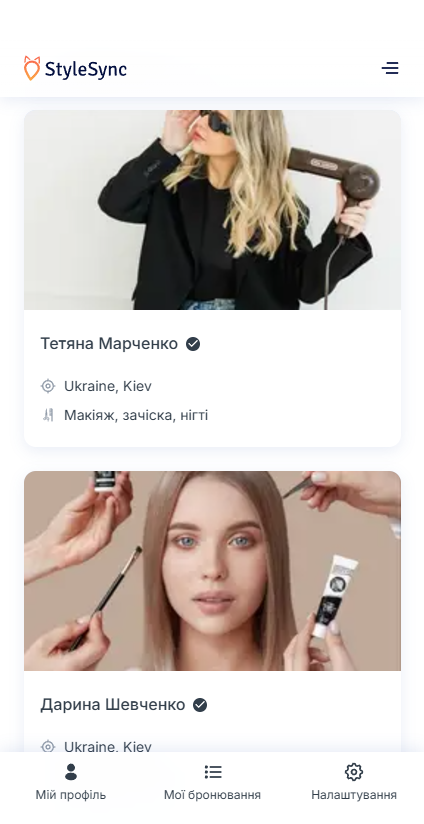 StyleSync
Тетяна Марченко
Ukraine, Kiev
Макіяж, зачіска, нігті
Дарина Шевченко
Ukraine, Kiev
Мій профіль
Мої бронювання
Налаштування